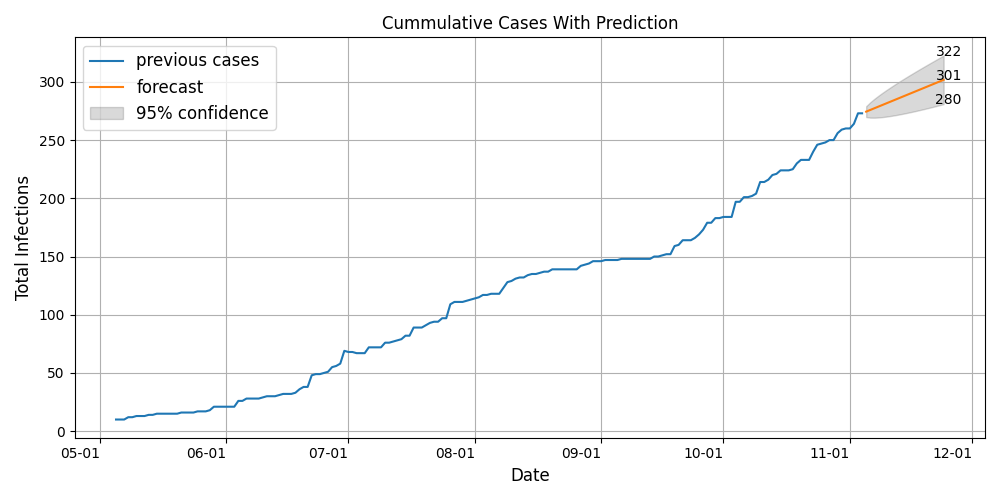 Cummulative Cases With Prediction
previous cases
forecast
95% confidence
322
301
280
300
250
200
150
100
50
0
Total Infections
05-01 06-01 07-01 08-01 09-01 10-01 11-01 12-01
Date